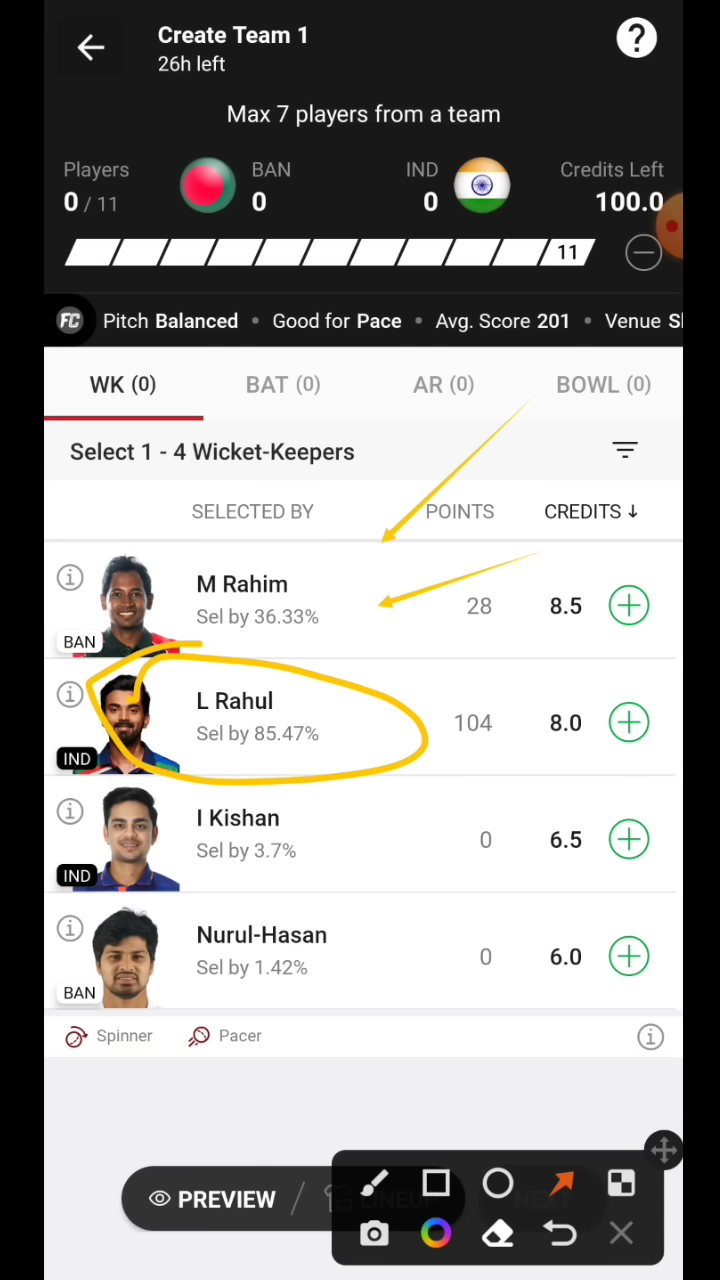 Create Team 1
26h left
?
Max 7 players from a team
Players BAN IND Credits Left
0 / 11 0 0 100.0
11
FC Pitch Balanced • Good for Pace • Avg. Score 201 • Venue
WK (0) BAT (0) AR (0) BOWL (0)
Select 1 - 4 Wicket-Keepers
SELECTED BY POINTS CREDITS ↓
M Rahim
Sel by 36.33% 28 8.5
BAN
L Rahul
Sel by 85.47% 104 8.0
IND
I Kishan
Sel by 3.7% 0 6.5
IND
Nurul-Hasan
Sel by 1.42% 0 6.0
BAN
Spinner Pacer
PREVIEW / LINEUP NEXT